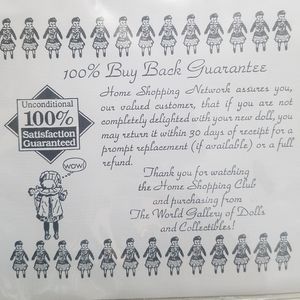 100% Buy Back Guarantee
Unconditional
100%
Satisfaction
Guaranteed
WOW!
Home Shopping Network assures you,
our valued customer, that if you are not
completely delighted with your new doll, you
may return it within 30 days of receipt for a
prompt replacement (if available) or a full
refund.
Thank you for watching
the Home Shopping Club
and purchasing from
The World Gallery of Dolls
and Collectibles!